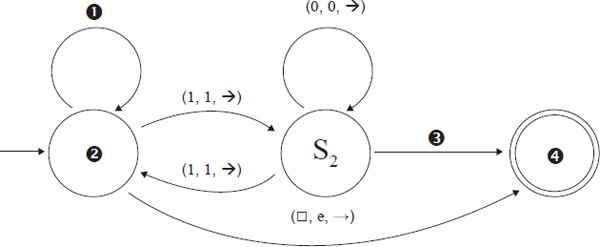 ❶
(0, 0, →)
(1, 1, →)
❷
S₂
❸
❹
(1, 1, →)
(□, e, →)